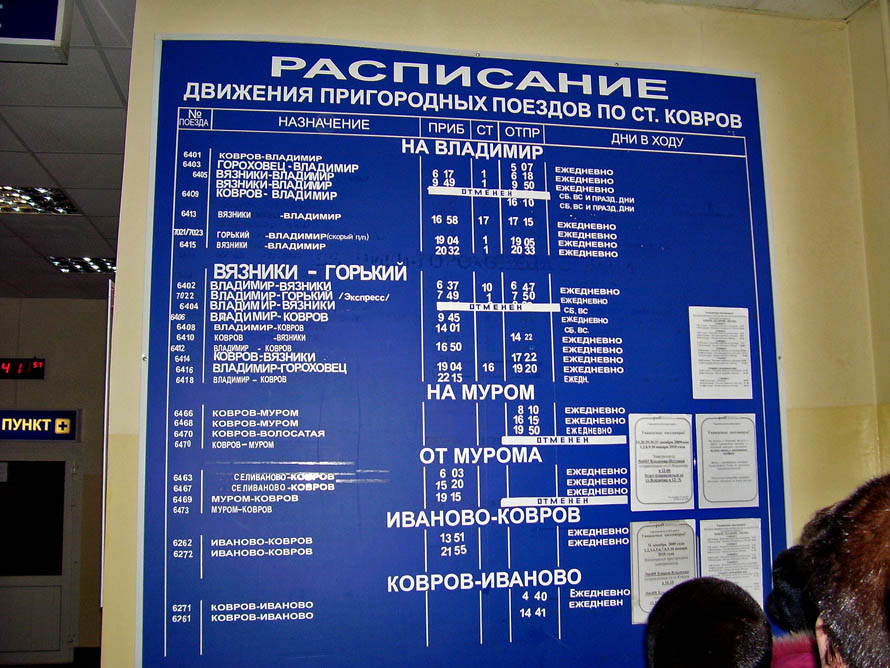 РАСПИСАНИЕ
ДВИЖЕНИЯ ПРИГОРОДНЫХ ПОЕЗДОВ ПО СТ. КОВРОВ
№ ПОЕЗДА НАЗНАЧЕНИЕ ПРИБ СТ ОТПР ДНИ В ХОДУ
НА ВЛАДИМИР
6401 КОВРОВ-ВЛАДИМИР 5 07 ЕЖЕДНЕВНО
6403 ГОРОХОВЕЦ-ВЛАДИМИР 6 17 1 6 18 ЕЖЕДНЕВНО
6405 ВЯЗНИКИ-ВЛАДИМИР 9 49 1 9 50 ЕЖЕДНЕВНО
ВЯЗНИКИ-ВЛАДИМИР ОТМЕНЕН СБ, ВС И ПРАЗД. ДНИ
6409 КОВРОВ-ВЛАДИМИР 16 10 СБ, ВС И ПРАЗД. ДНИ
6413 ВЯЗНИКИ -ВЛАДИМИР 16 58 17 17 15 ЕЖЕДНЕВНО
7021/7023 ГОРЬКИЙ -ВЛАДИМИР(скорый п/п) 19 04 1 19 05 ЕЖЕДНЕВНО
6415 ВЯЗНИКИ -ВЛАДИМИР 20 32 1 20 33 ЕЖЕДНЕВНО
ВЯЗНИКИ - ГОРЬКИЙ
6402 ВЛАДИМИР-ВЯЗНИКИ 6 37 10 6 47 ЕЖЕДНЕВНО
7022 ВЛАДИМИР-ГОРЬКИЙ /Экспресс/ 7 49 1 7 50 ЕЖЕДНЕВНО
6404 ВЛАДИМИР-ВЯЗНИКИ ОТМЕНЕН СБ, ВС
6406 ВЛАДИМИР-КОВРОВ 9 45 ЕЖЕДНЕВНО
6408 ВЛАДИМИР-КОВРОВ 14 01 СБ, ВС.
6410 КОВРОВ -ВЯЗНИКИ 14 22 ЕЖЕДНЕВНО
6412 ВЛАДИМИР - КОВРОВ 16 50 ЕЖЕДНЕВНО
6414 КОВРОВ-ВЯЗНИКИ 17 22 ЕЖЕДНЕВНО
6416 ВЛАДИМИР-ГОРОХОВЕЦ 19 04 16 19 20 ЕЖЕДНЕВНО
6418 ВЛАДИМИР - КОВРОВ 22 15 ЕЖЕДН.
НА МУРОМ
6466 КОВРОВ-МУРОМ 8 10 ЕЖЕДНЕВНО
6468 КОВРОВ-МУРОМ 16 15 ЕЖЕДНЕВНО
6470 КОВРОВ-ВОЛОСАТАЯ 19 50 ЕЖЕДНЕВНО
6470 КОВРОВ - МУРОМ ОТМЕНЕН
ОТ МУРОМА
6463 СЕЛИВАНОВО-КОВРОВ 6 03 ЕЖЕДНЕВНО
6467 СЕЛИВАНОВО-КОВРОВ 15 20 ЕЖЕДНЕВНО
6469 МУРОМ-КОВРОВ 19 15 ЕЖЕДНЕВНО
6473 МУРОМ-КОВРОВ ОТМЕНЕН
ИВАНОВО-КОВРОВ
6262 ИВАНОВО-КОВРОВ 13 51 ЕЖЕДНЕВНО
6272 ИВАНОВО-КОВРОВ 21 55 ЕЖЕДНЕВНО
КОВРОВ-ИВАНОВО
6271 КОВРОВ-ИВАНОВО 4 40 ЕЖЕДНЕВНО
6261 КОВРОВ-ИВАНОВО 14 41 ЕЖЕДНЕВН
41 57
ПУНКТ
Уважаемые пассажиры!